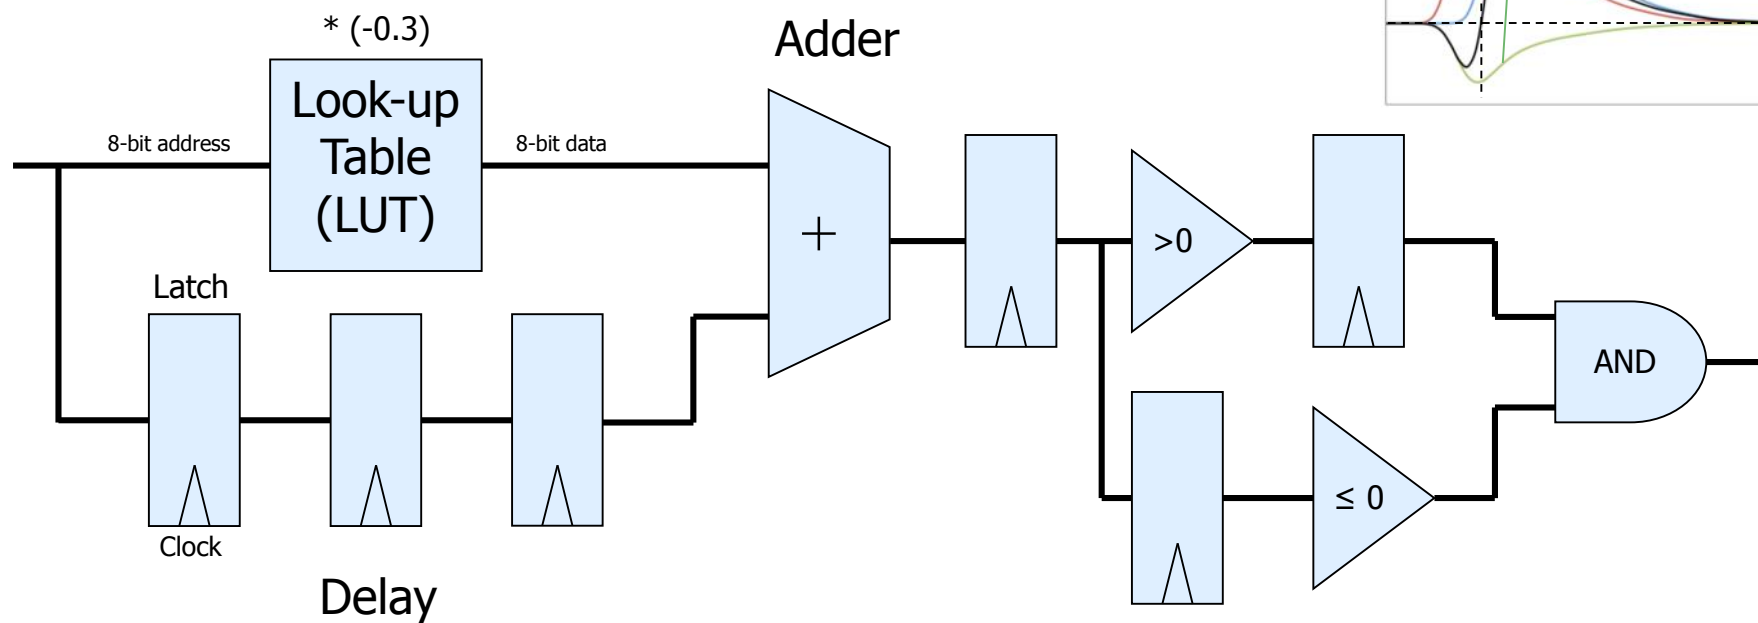 * (-0.3)
Adder
Look-up
Table
(LUT)
8-bit address
8-bit data
+
>0
Latch
AND
≤ 0
Clock
Delay